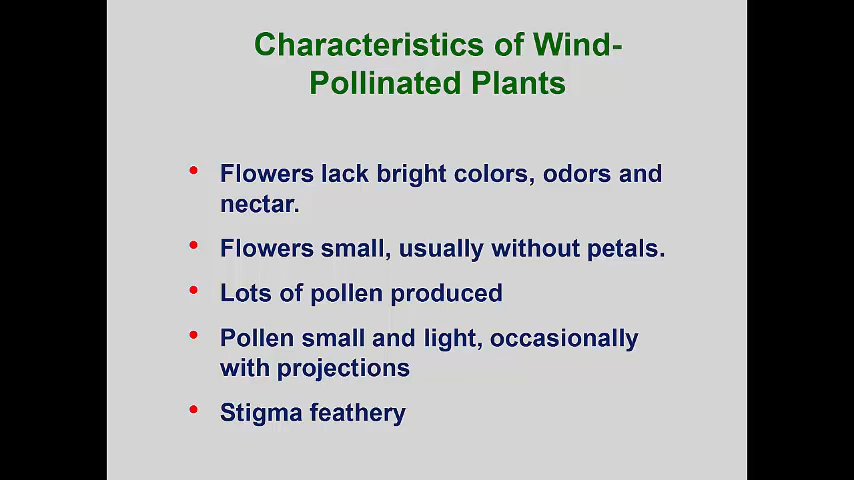 Characteristics of Wind-
Pollinated Plants
• Flowers lack bright colors, odors and
nectar.
• Flowers small, usually without petals.
• Lots of pollen produced
• Pollen small and light, occasionally
with projections
• Stigma feathery